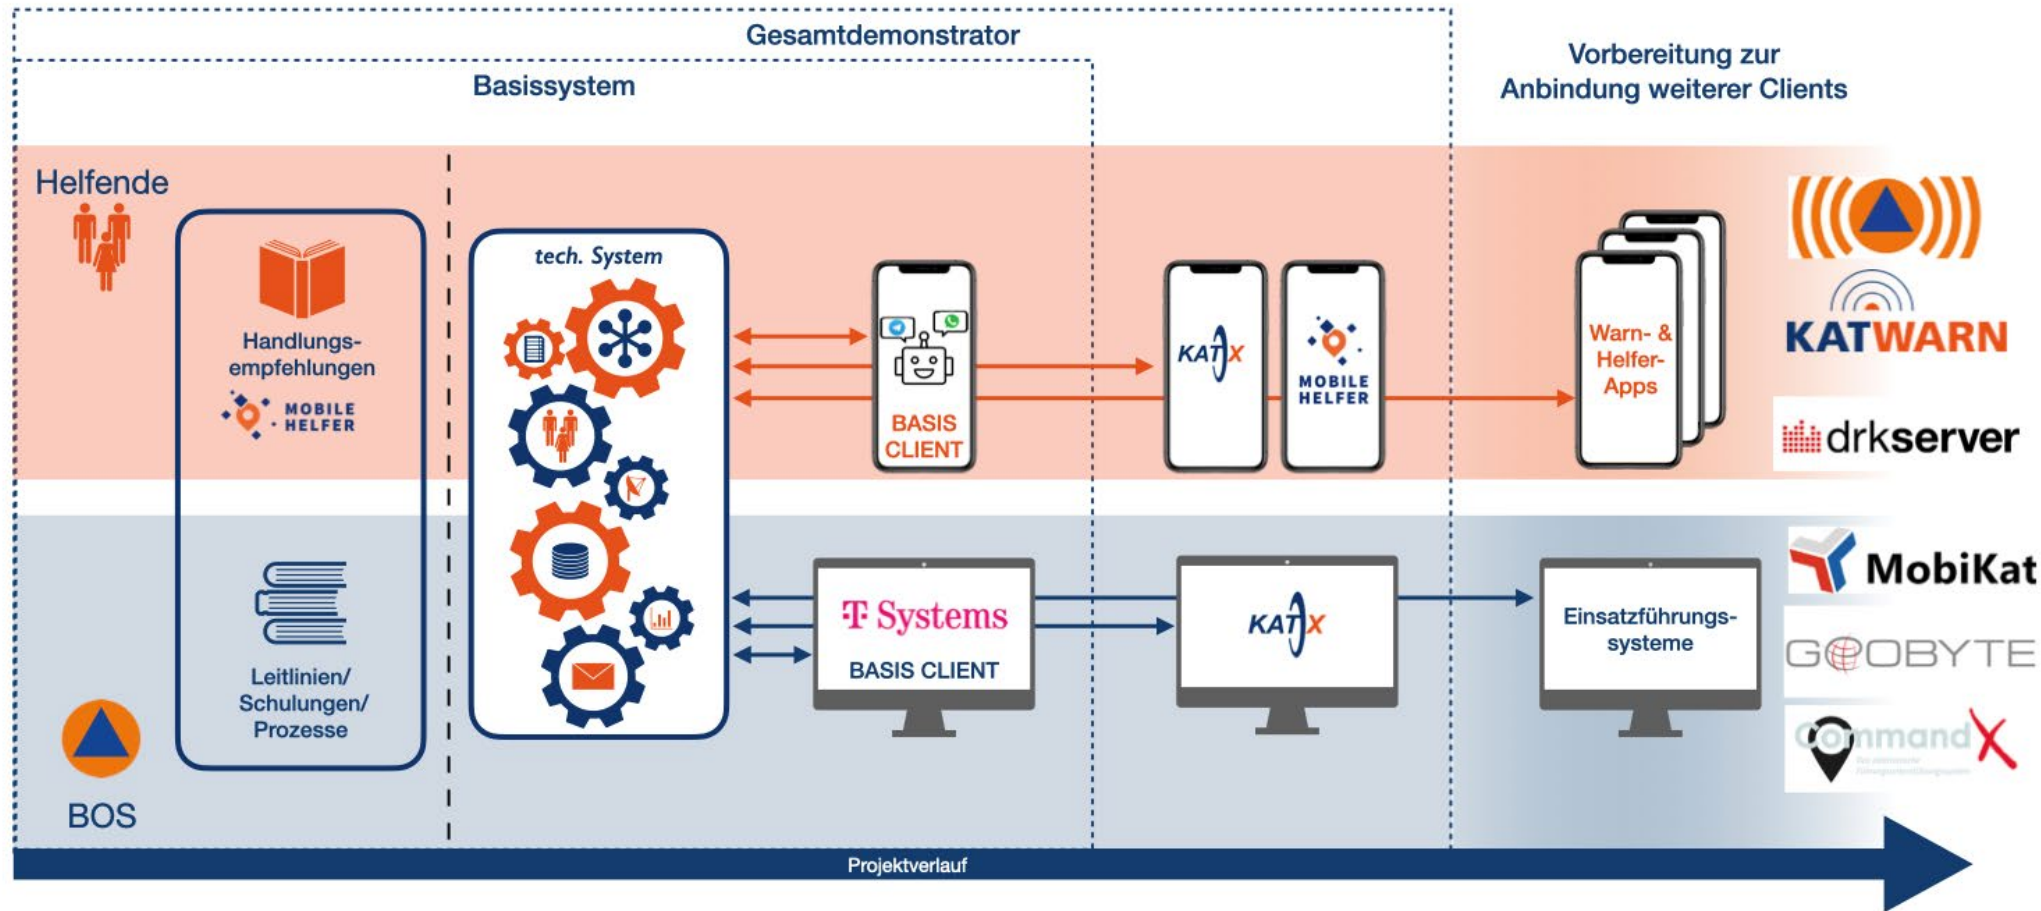 Gesamtdemonstrator
Basissystem
Vorbereitung zur
Anbindung weiterer Clients
Helfende
Handlungs-
empfehlungen
MOBILE
HELFER
tech. System
BASIS
CLIENT
KATX
MOBILE
HELFER
Warn- &
Helfer-
Apps
KATWARN
drkserver
Leitlinien/
Schulungen/
Prozesse
BOS
T Systems
BASIS CLIENT
KATX
Einsatzführungs-
systeme
MobiKat
GEOBYTE
CommandX
Projektverlauf